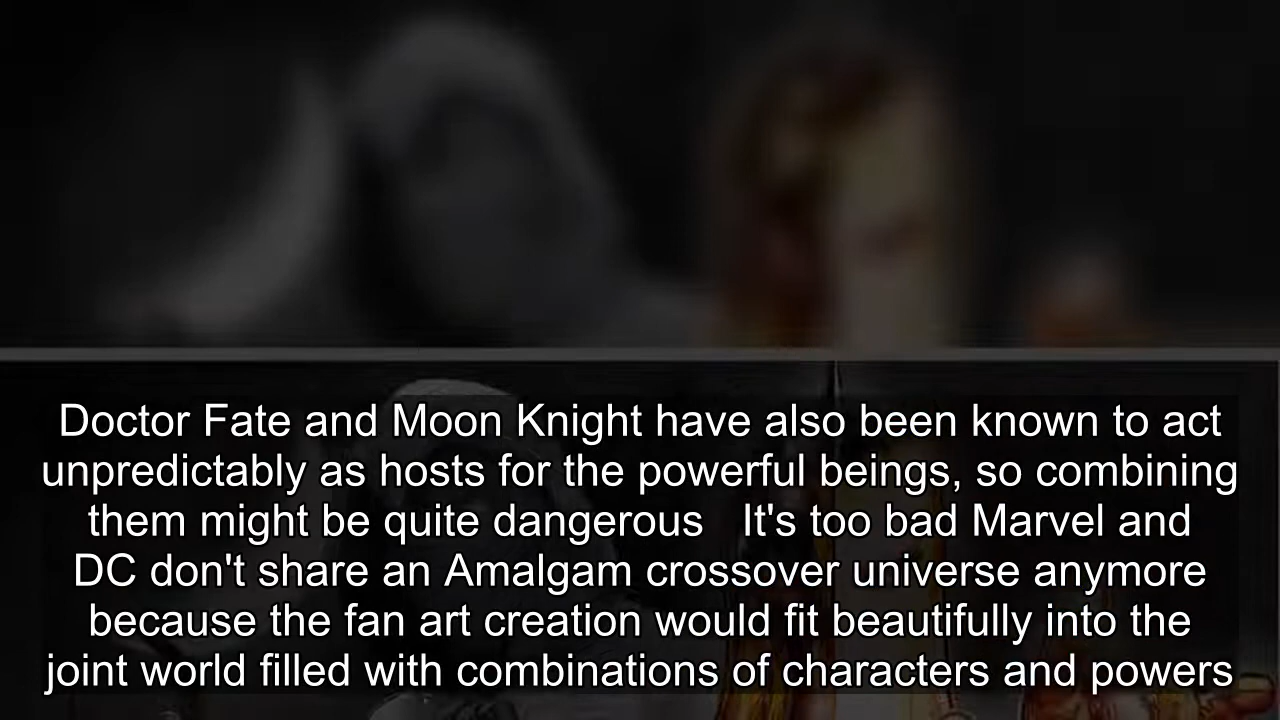 Doctor Fate and Moon Knight have also been known to act
unpredictably as hosts for the powerful beings, so combining
them might be quite dangerous   It's too bad Marvel and
DC don't share an Amalgam crossover universe anymore
because the fan art creation would fit beautifully into the
joint world filled with combinations of characters and powers